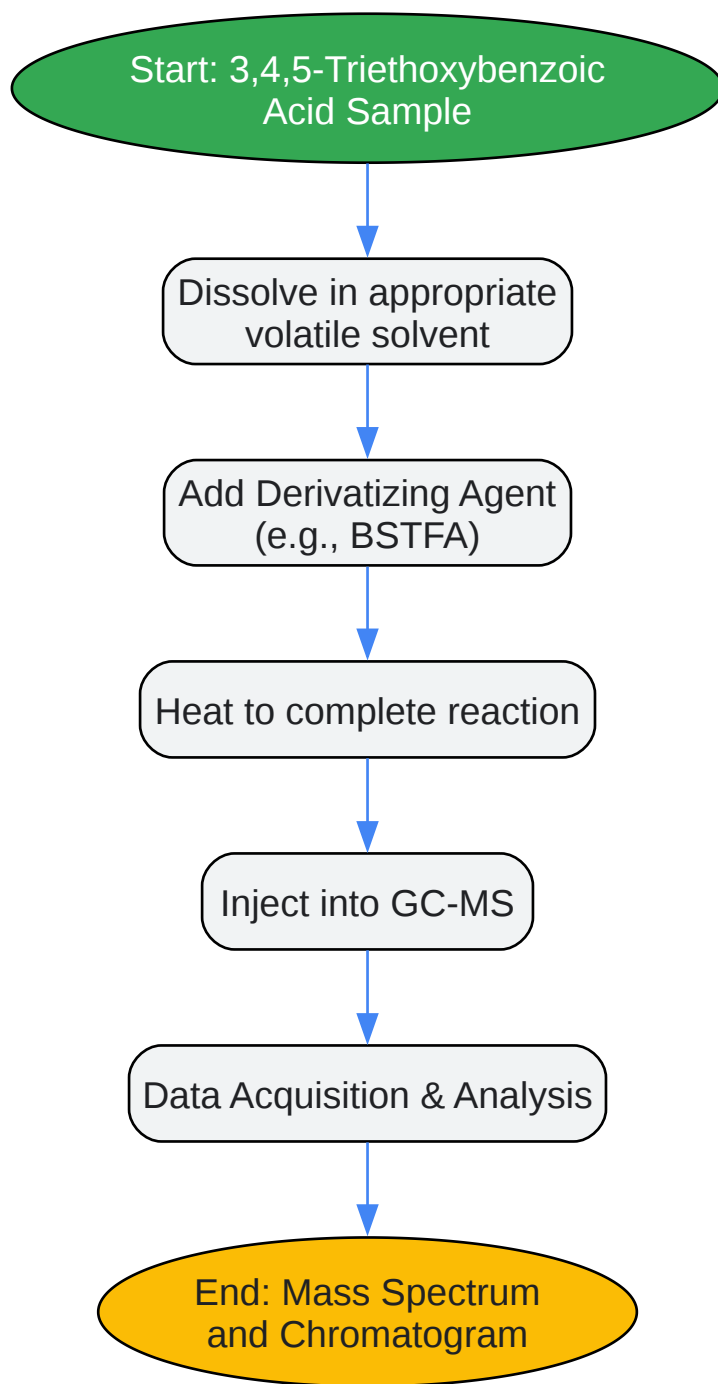 Start: 3,4,5-Triethoxybenzoic
Acid Sample
Dissolve in appropriate
volatile solvent
Add Derivatizing Agent
(e.g., BSTFA)
Heat to complete reaction
Inject into GC-MS
Data Acquisition & Analysis
End: Mass Spectrum
and Chromatogram